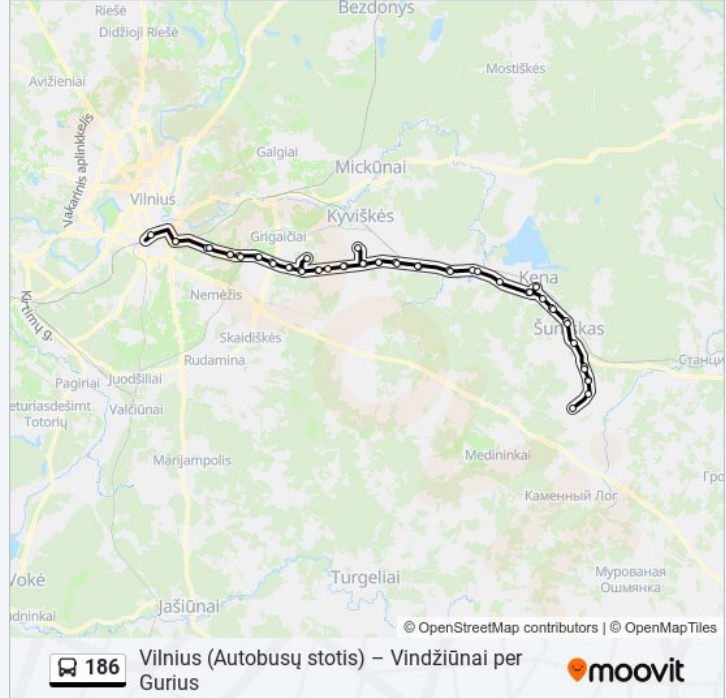 Riešė
Didžioji Riešė
Bezdonys
Mostiškės
Avižieniai
Vakarinis aplinkkelis
Galgiai
Mickūnai
Vilnius
Kyviškės
Grigaičiai
Nemėžis
Kena
Kirtimų g.
Skaidiškės
Šumskas
Rudamina
Станци
Pagiriai
Juodšiliai
eturiasdešimt
Totorių
Valčiūnai
Marijampolis
Medininkai
Гро
Каменный Лог
Vokė
Turgeliai
Мурованая
Ошмянка
Jašiūnai
udninkai
© OpenStreetMap contributors | © OpenMapTiles
186
Vilnius (Autobusų stotis) – Vindžiūnai per
Gurius
moovit